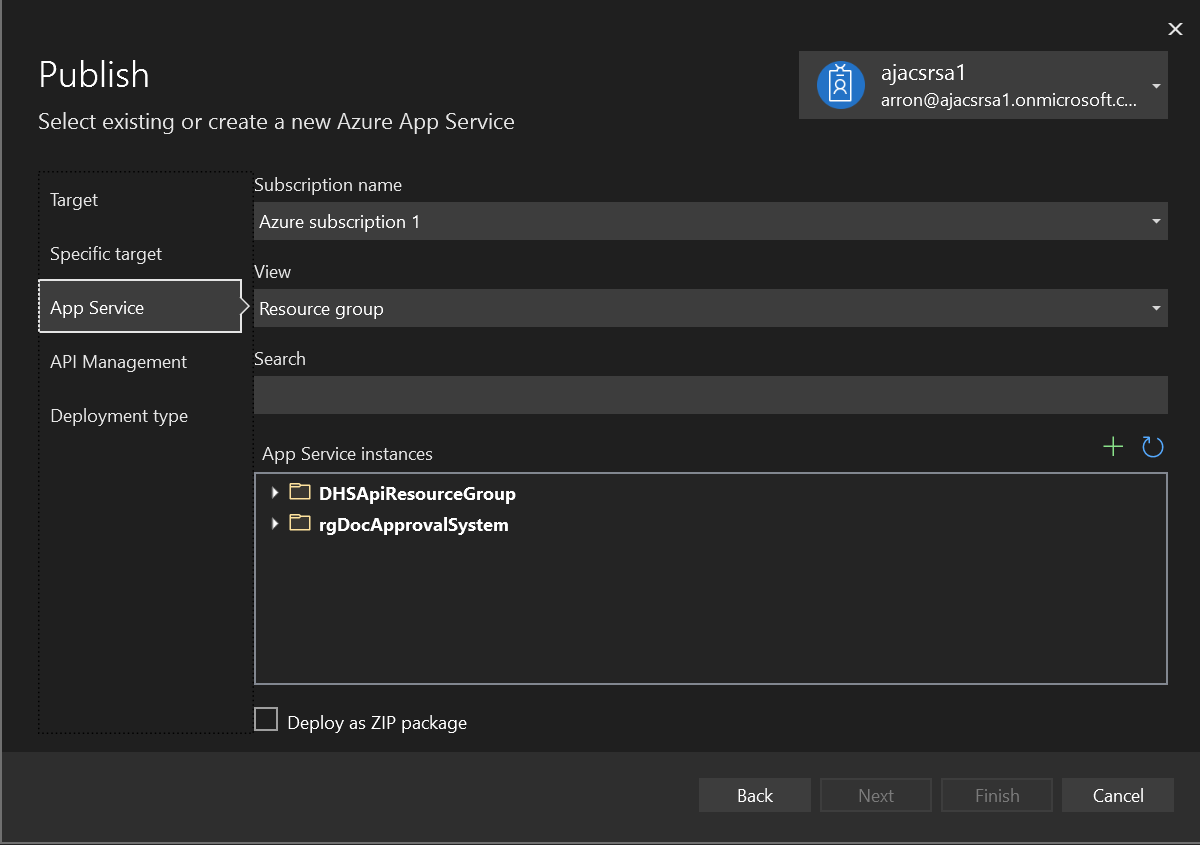 Publish
Select existing or create a new Azure App Service
ajacsrsa1
arron@ajacsrsa1.onmicrosoft.c...
Target
Specific target
App Service
API Management
Deployment type
Subscription name
Azure subscription 1
View
Resource group
Search
App Service instances
DHSApiResourceGroup
rgDocApprovalSystem
Deploy as ZIP package
Back
Next
Finish
Cancel